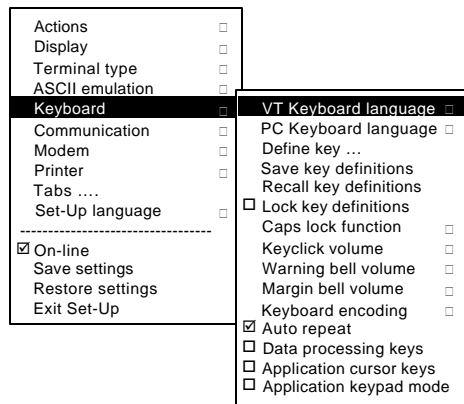 Actions
Display
Terminal type
ASCII emulation
Keyboard
Communication
Modem
Printer
Tabs ....
Set-Up language
----------------------------------
☑ On-line
Save settings
Restore settings
Exit Set-Up
VT Keyboard language
PC Keyboard language
Define key …
Save key definitions
Recall key definitions
☐ Lock key definitions
Caps lock function
Keyclick volume
Warning bell volume
Margin bell volume
Keyboard encoding
☑ Auto repeat
☐ Data processing keys
☐ Application cursor keys
☐ Application keypad mode